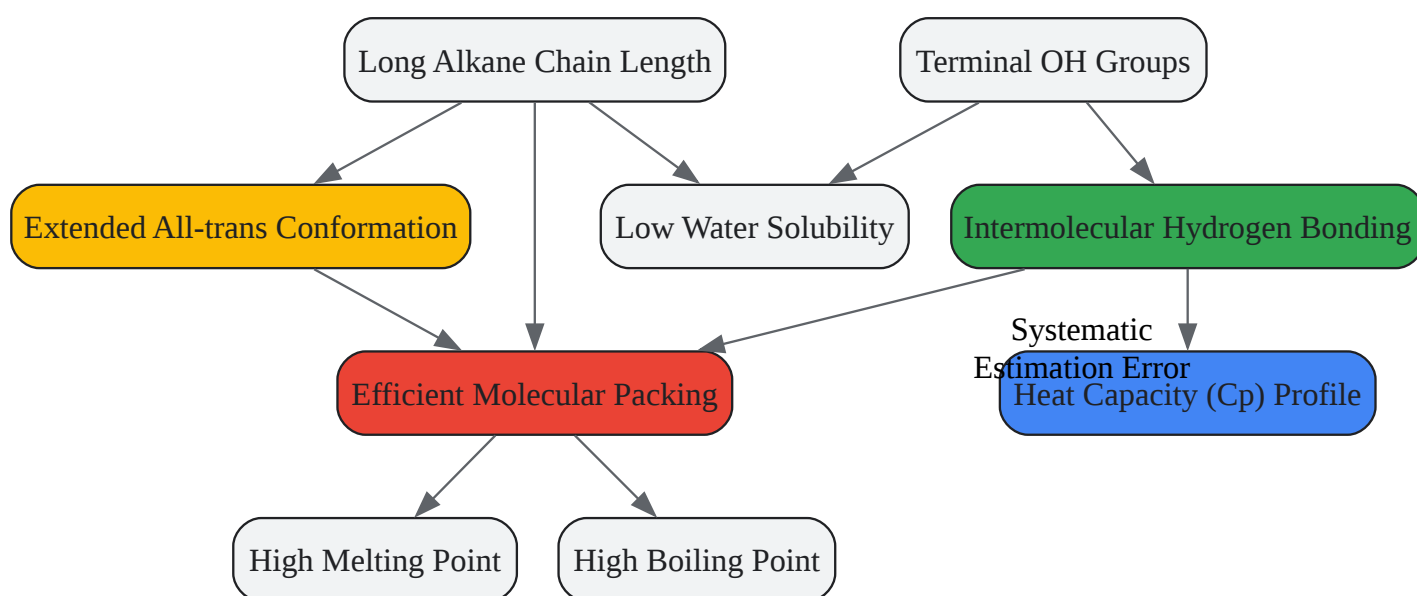 Long Alkane Chain Length
Terminal OH Groups
Extended All-trans Conformation
Low Water Solubility
Intermolecular Hydrogen Bonding
Systematic
Estimation Error
Efficient Molecular Packing
Heat Capacity (Cp) Profile
High Melting Point
High Boiling Point